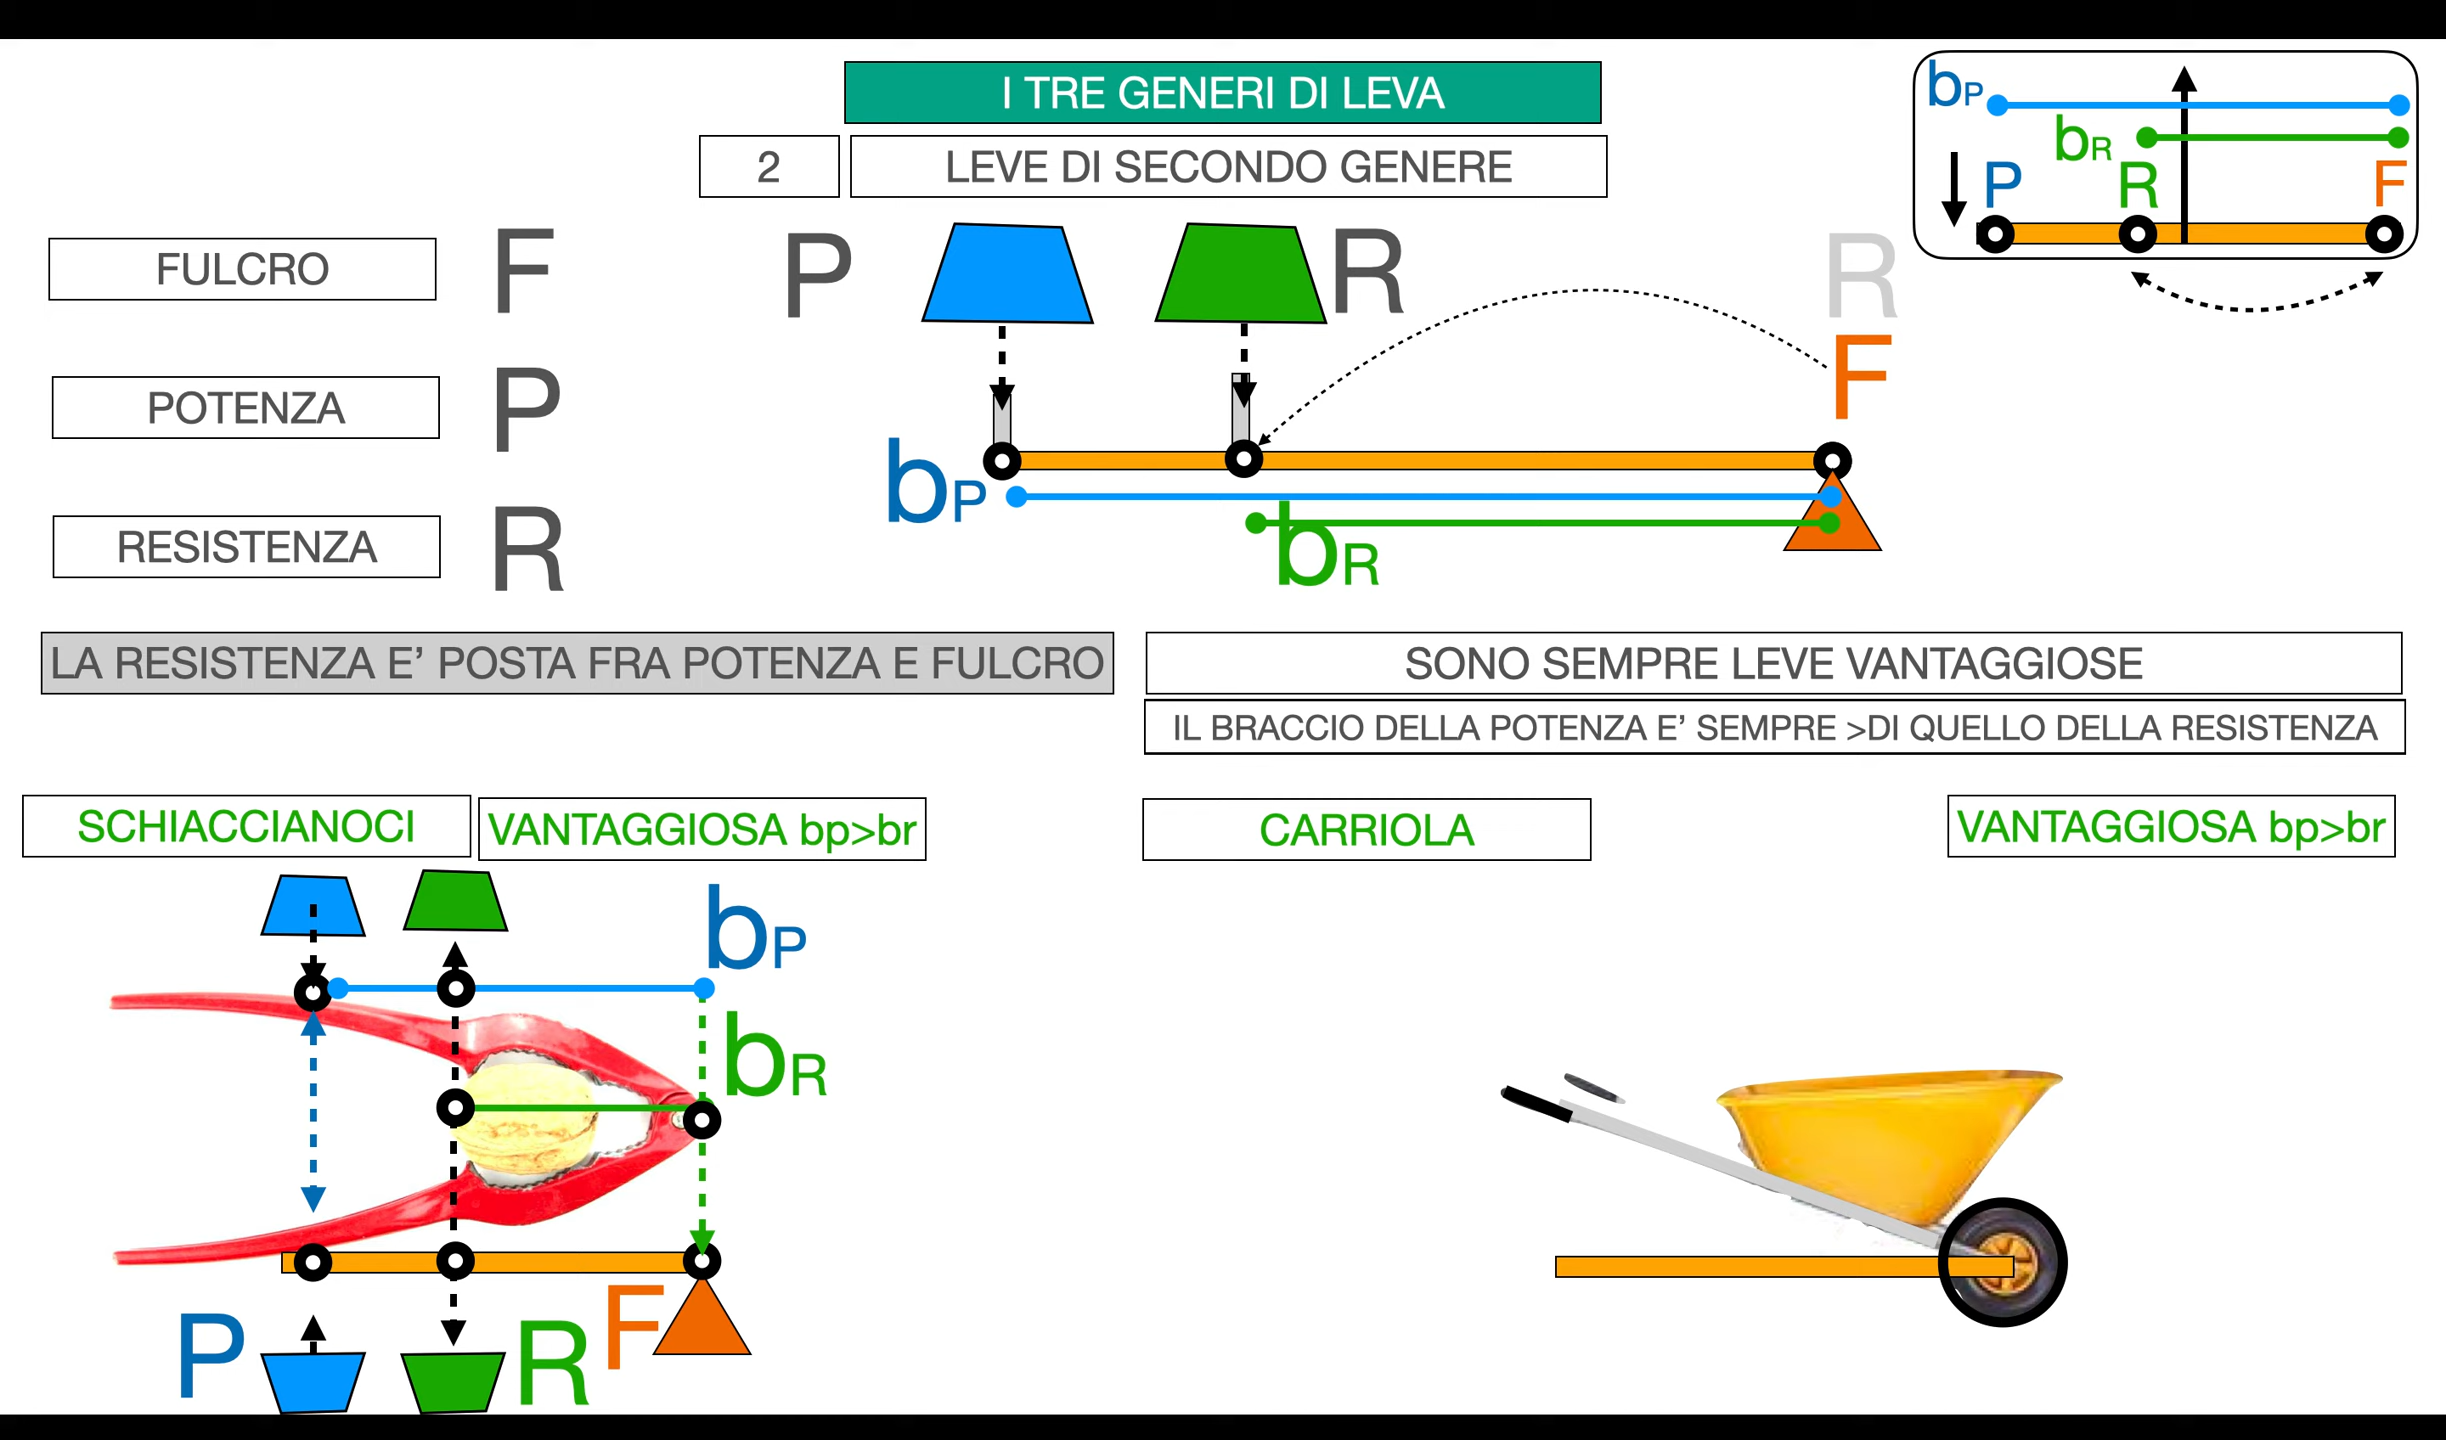 I TRE GENERI DI LEVA
2 LEVE DI SECONDO GENERE
bP
bR
P R F
FULCRO F
P R
R
F
POTENZA P
bP
bR
RESISTENZA R
LA RESISTENZA E’ POSTA FRA POTENZA E FULCRO
SONO SEMPRE LEVE VANTAGGIOSE
IL BRACCIO DELLA POTENZA E’ SEMPRE >DI QUELLO DELLA RESISTENZA
SCHIACCIANOCI VANTAGGIOSA bp>br
CARRIOLA VANTAGGIOSA bp>br
bP
bR
P R F